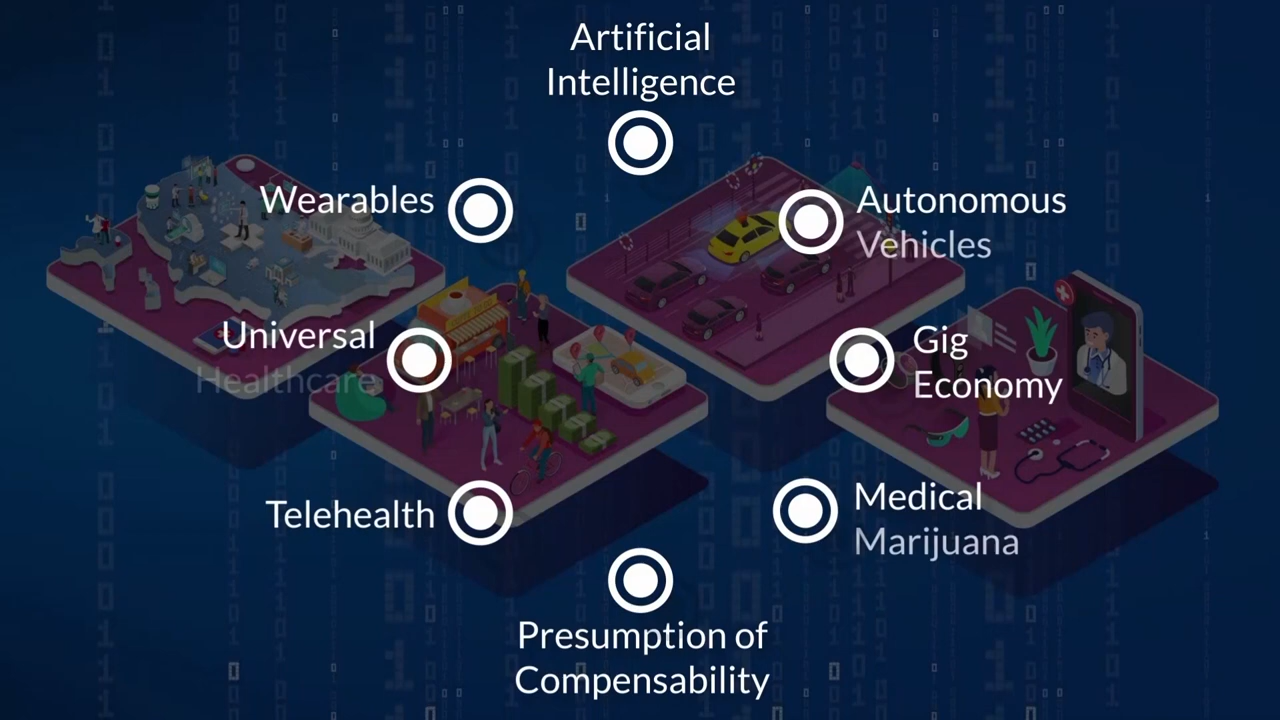 Artificial
Intelligence
Wearables
Autonomous
Vehicles
Universal
Healthcare
Gig
Economy
Telehealth
Medical
Marijuana
Presumption of
Compensability